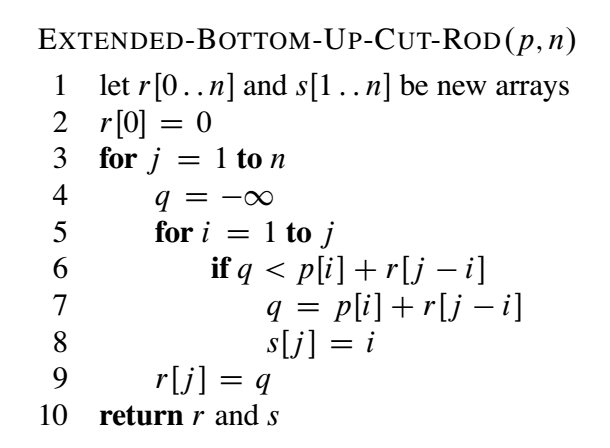 EXTENDED-BOTTOM-UP-CUT-ROD(p, n)
1 let r[0..n] and s[1..n] be new arrays
2 r[0] = 0
3 for j = 1 to n
4 q = −∞
5 for i = 1 to j
6 if q < p[i] + r[j − i]
7 q = p[i] + r[j − i]
8 s[j] = i
9 r[j] = q
10 return r and s